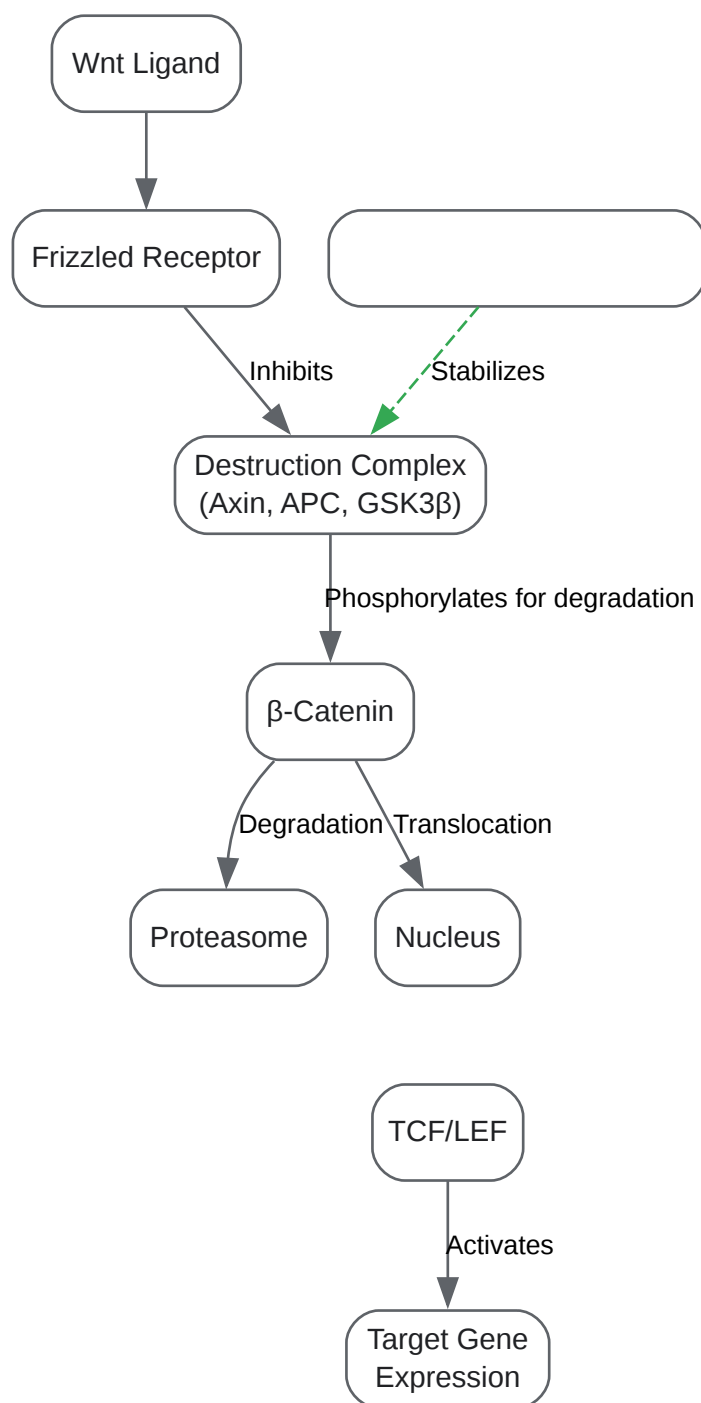 Wnt Ligand
Frizzled Receptor
Inhibits
Stabilizes
Destruction Complex
(Axin, APC, GSK3β)
Phosphorylates for degradation
β-Catenin
Degradation
Translocation
Proteasome
Nucleus
TCF/LEF
Activates
Target Gene
Expression